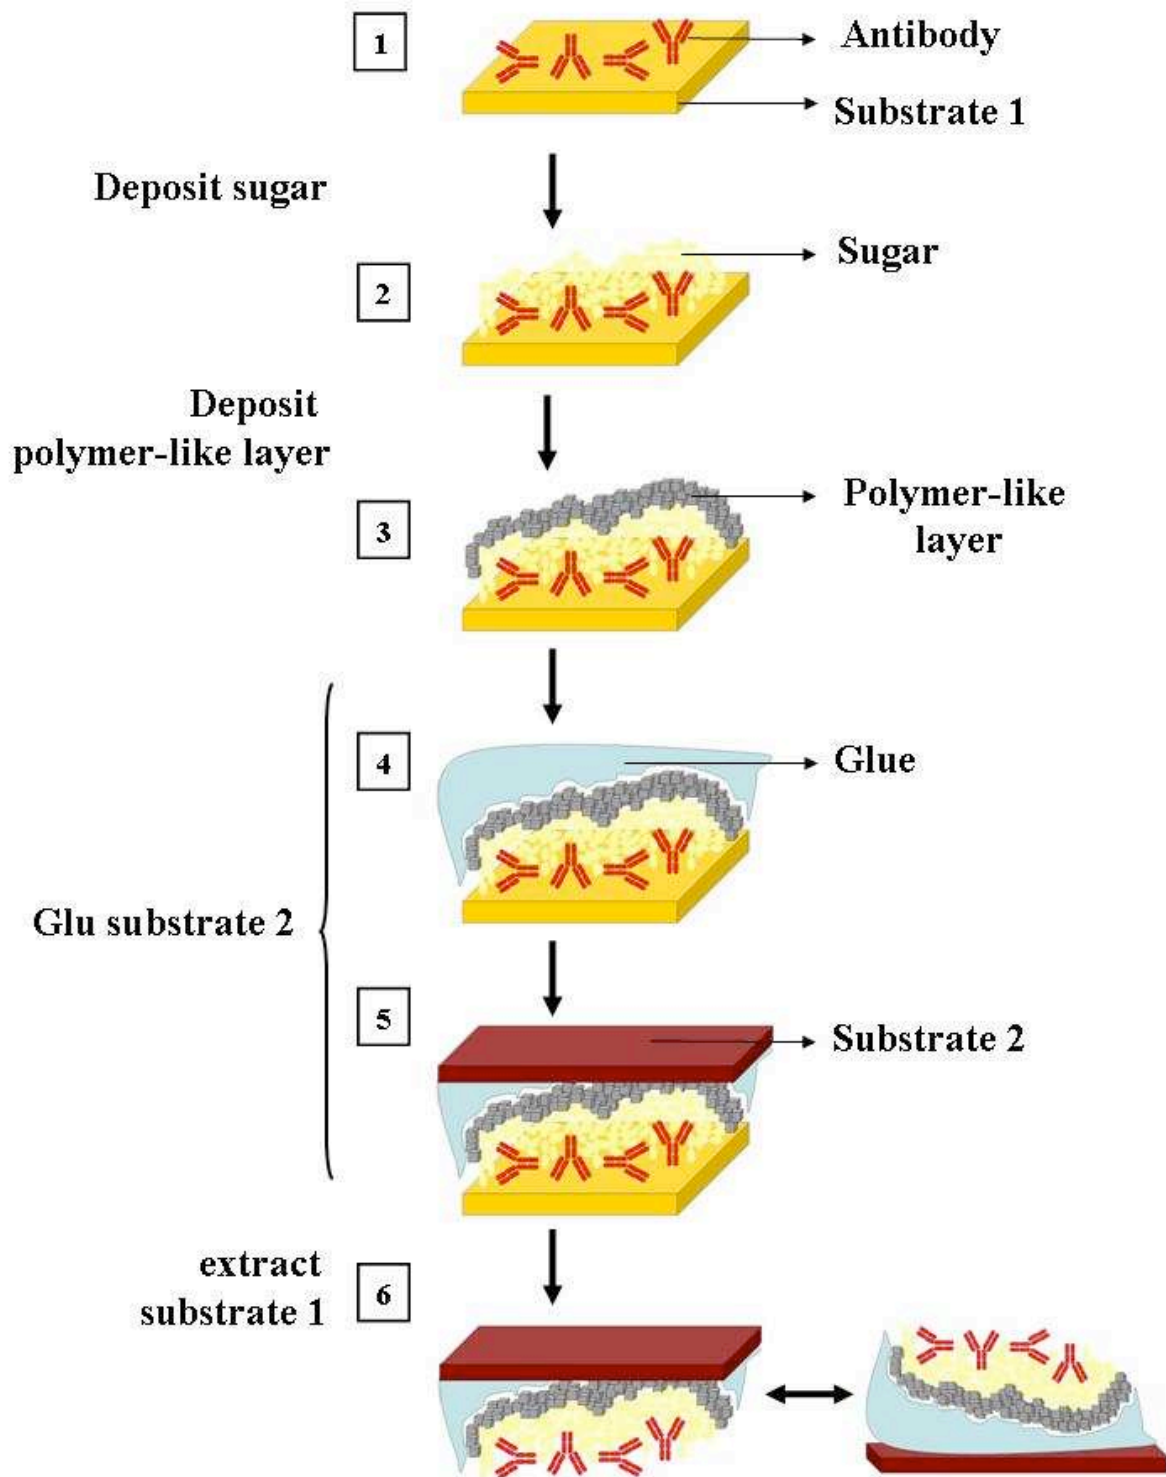 1
Antibody
Substrate 1
Deposit sugar
2
Sugar
Deposit
polymer-like layer
3
Polymer-like
layer
4
Glue
Glu substrate 2
5
Substrate 2
extract
substrate 1
6